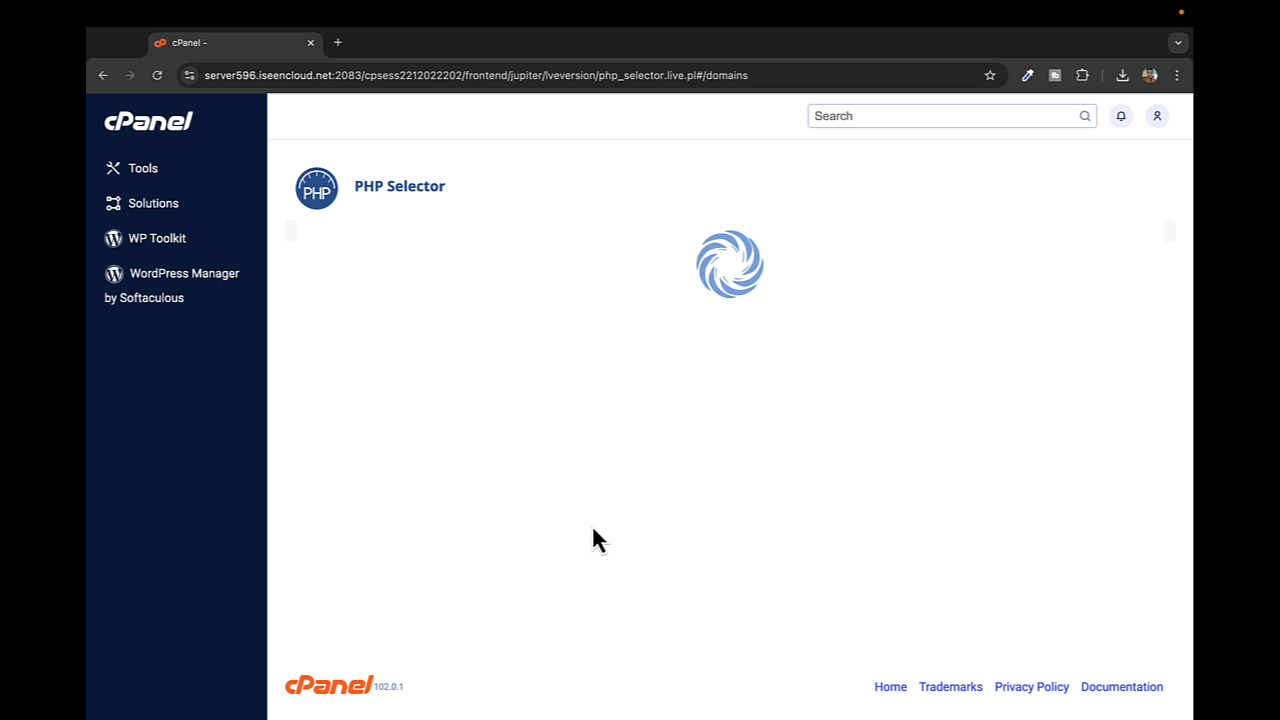 cPanel -
server596.iseencloud.net:2083/cpsess2212022202/frontend/jupiter/lveversion/php_selector.live.pl#/domains
cPanel
Search
Tools
Solutions
WP Toolkit
WordPress Manager
by Softaculous
PHP
PHP Selector
cPanel 102.0.1
Home Trademarks Privacy Policy Documentation